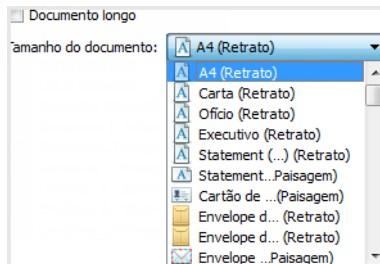 Documento longo
Tamanho do documento: A4 (Retrato)
A4 (Retrato)
Carta (Retrato)
Ofício (Retrato)
Executivo (Retrato)
Statement (...) (Retrato)
Statement...Paisagem)
Cartão de ...(Paisagem)
Envelope d... (Retrato)
Envelope d... (Retrato)
Envelope ...Paisagem)